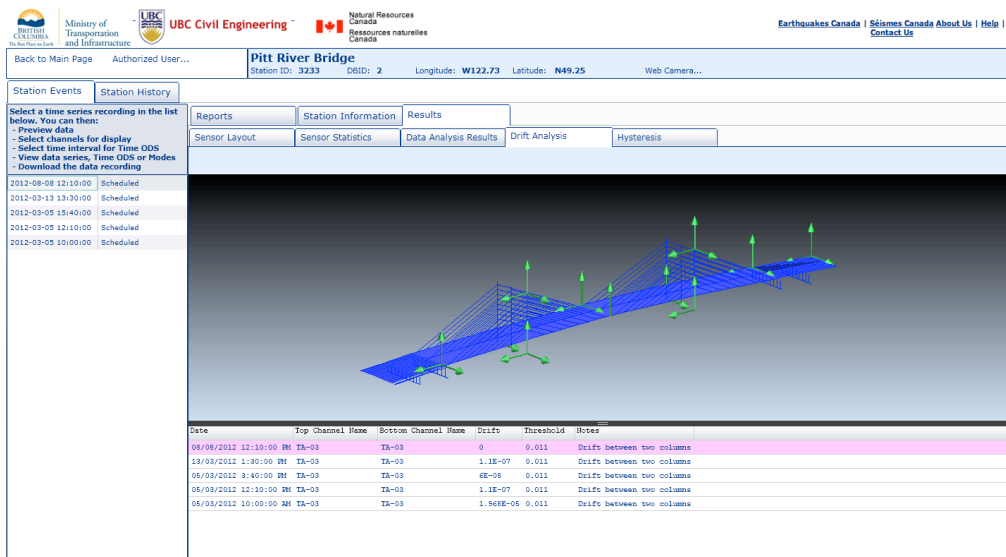 BRITISH
COLUMBIA
The Best Place on Earth
Ministry of
Transportation
and Infrastructure
UBC
UBC Civil Engineering
Natural Resources
Canada
Ressources naturelles
Canada
Earthquakes Canada | Séismes Canada About Us | Help |
Contact Us
Back to Main Page Authorized User...
Pitt River Bridge
Station ID: 3233 DBID: 2 Longitude: W122.73 Latitude: N49.25 Web Camera...
Station Events Station History
Select a time series recording in the list
below. You can then:
- Preview data
- Select channels for display
- Select time interval for Time ODS
- View data series, Time ODS or Modes
- Download the data recording
2012-08-08 12:10:00 Scheduled
2012-03-13 13:30:00 Scheduled
2012-03-05 15:40:00 Scheduled
2012-03-05 12:10:00 Scheduled
2012-03-05 10:00:00 Scheduled
Reports Station Information Results
Sensor Layout Sensor Statistics Data Analysis Results Drift Analysis Hysteresis
Date Top Channel Name Bottom Channel Name Drift Threshold Notes
08/08/2012 12:10:00 PM TA-03 TA-03 0 0.011 Drift between two columns
13/03/2012 1:30:00 PM TA-03 TA-03 1.1E-07 0.011 Drift between two columns
05/03/2012 3:40:00 PM TA-03 TA-03 6E-08 0.011 Drift between two columns
05/03/2012 12:10:00 PM TA-03 TA-03 1.1E-07 0.011 Drift between two columns
05/03/2012 10:00:00 AM TA-03 TA-03 1.968E-05 0.011 Drift between two columns